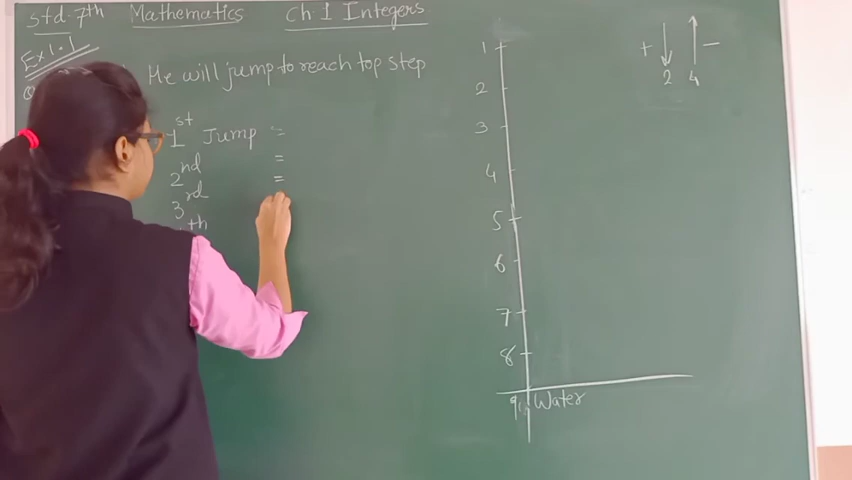 Std. 7th Mathematics Ch 1 Integers
Ex 1.1
He will jump to reach top step
1st Jump =
2nd =
3rd =
th
1
2
3
4
5
6
7
8
9 Water
+ ↓ ↑ −
2 4